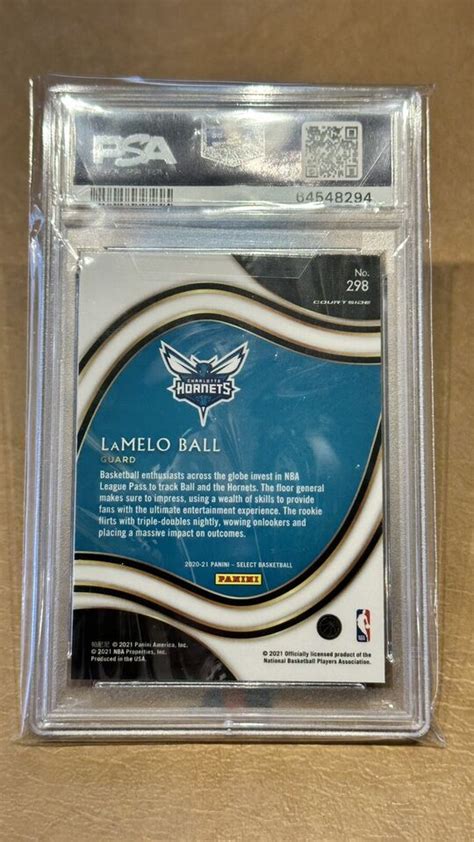 PSA
64548294
No.
298
COURTSIDE
CHARLOTTE
HORNETS
LAMELO BALL
GUARD
Basketball enthusiasts across the globe invest in NBA
League Pass to track Ball and the Hornets. The floor general
makes sure to impress, using a wealth of skills to provide
fans with the ultimate entertainment experience. The rookie
flirts with triple-doubles nightly, wowing onlookers and
placing a massive impact on outcomes.
2020-21 PANINI - SELECT BASKETBALL
PANINI
© 2021 Panini America, Inc.
© 2021 NBA Properties, Inc.
Produced in the USA.
© 2021 Officially licensed product of the
National Basketball Players Association.